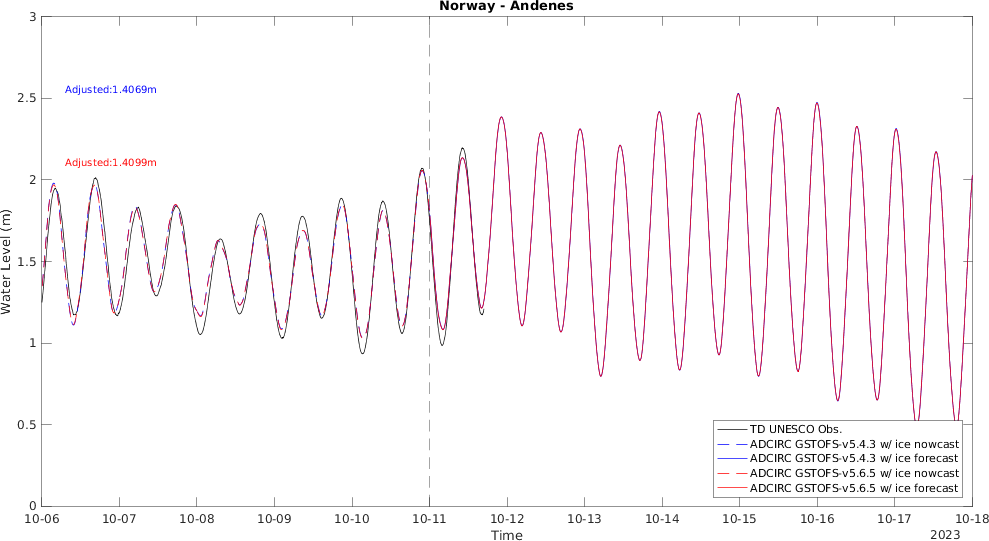 Norway - Andenes
3
2.5
2
1.5
1
0.5
0
Water Level (m)
Adjusted:1.4069m
Adjusted:1.4099m
TD UNESCO Obs.
ADCIRC GSTOFS-v5.4.3 w/ ice nowcast
ADCIRC GSTOFS-v5.4.3 w/ ice forecast
ADCIRC GSTOFS-v5.6.5 w/ ice nowcast
ADCIRC GSTOFS-v5.6.5 w/ ice forecast
10-06 10-07 10-08 10-09 10-10 10-11 10-12 10-13 10-14 10-15 10-16 10-17 10-18
Time
2023